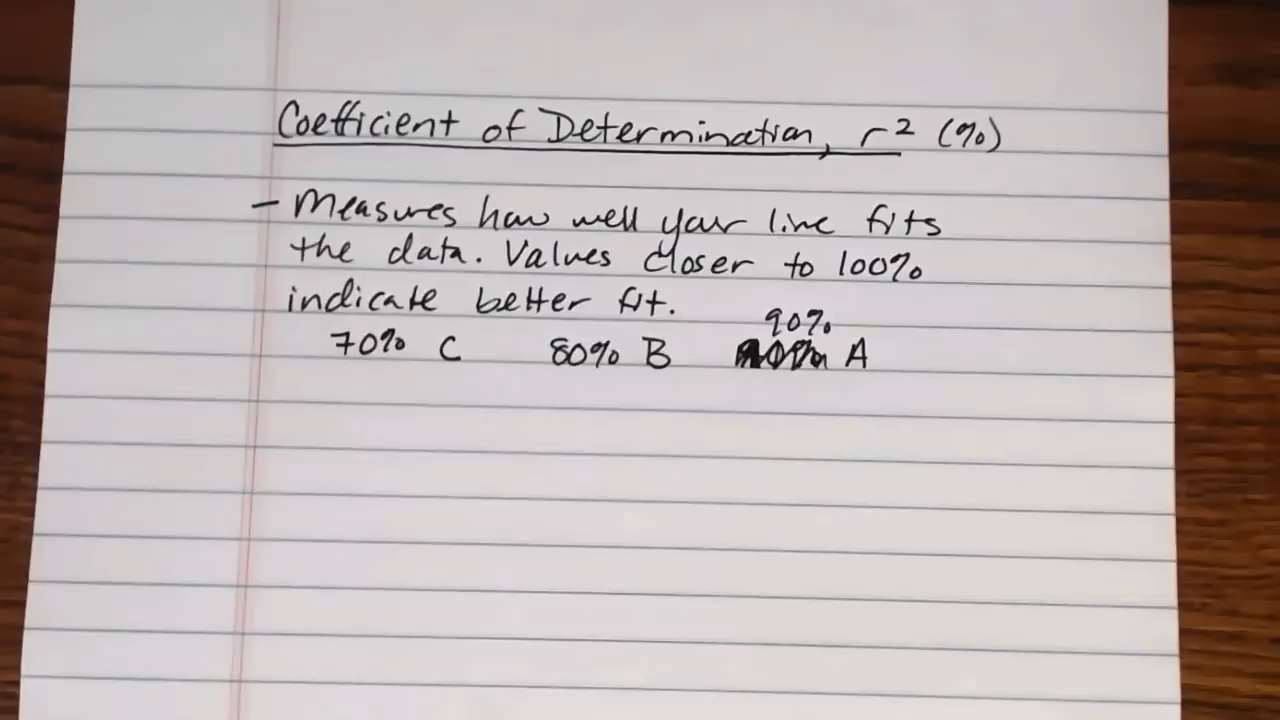 Coefficient of Determination, r² (%)
- Measures how well your line fits
the data. Values closer to 100%
indicate better fit.
90%
70% C 80% B A